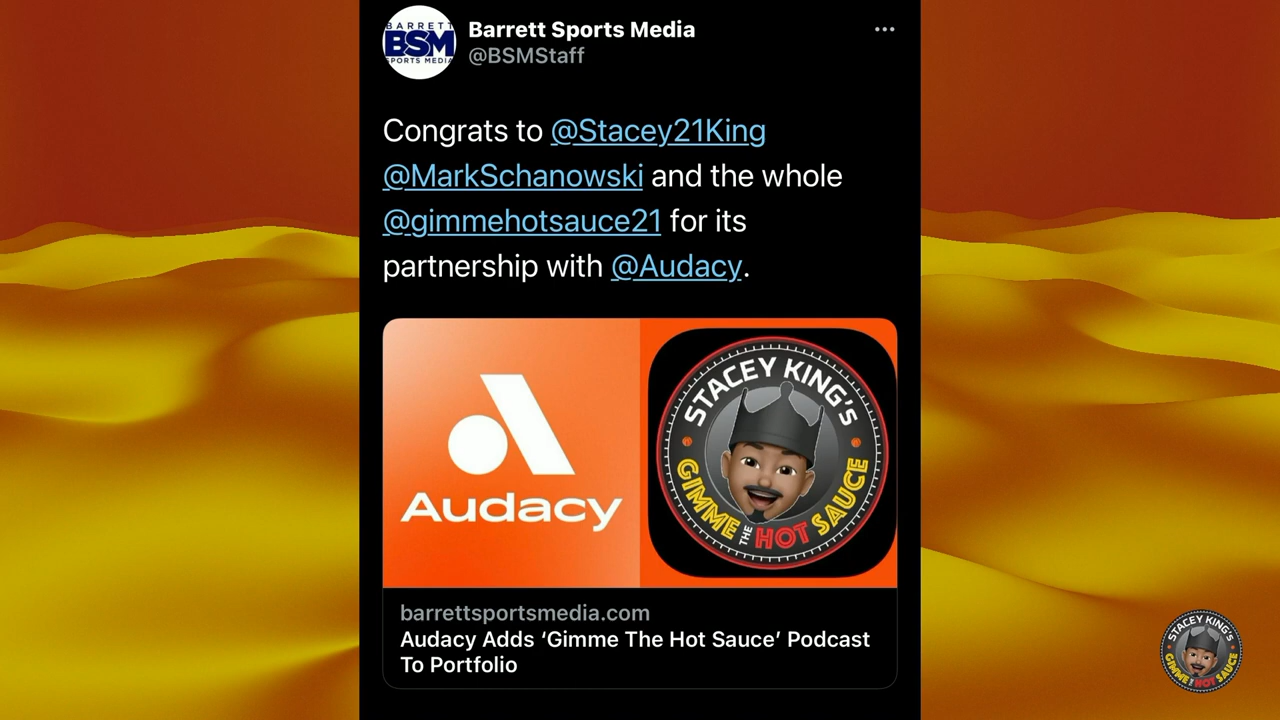 BARRETT
BSM
SPORTS MEDIA
Barrett Sports Media
@BSMStaff
Congrats to @Stacey21King
@MarkSchanowski and the whole
@gimmehotsauce21 for its
partnership with @Audacy.
Audacy
STACEY KING'S
GIMME THE HOT SAUCE
barrettsportsmedia.com
Audacy Adds ‘Gimme The Hot Sauce’ Podcast
To Portfolio
STACEY KING'S
GIMME THE HOT SAUCE